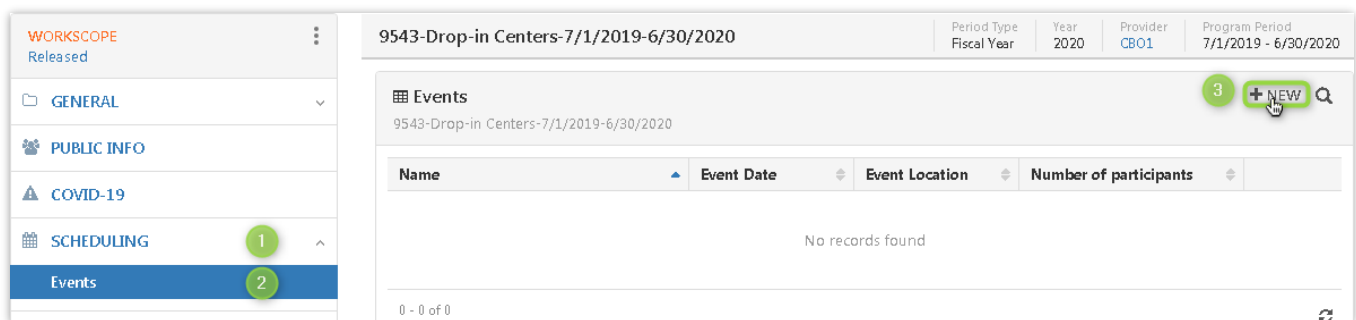 WORKSCOPE
Released
GENERAL
PUBLIC INFO
COVID-19
SCHEDULING 1
Events 2
9543-Drop-in Centers-7/1/2019-6/30/2020
Period Type Year Provider Program Period
Fiscal Year 2020 CBO1 7/1/2019 - 6/30/2020
Events 3 + NEW
9543-Drop-in Centers-7/1/2019-6/30/2020
Name Event Date Event Location Number of participants
No records found
0 - 0 of 0